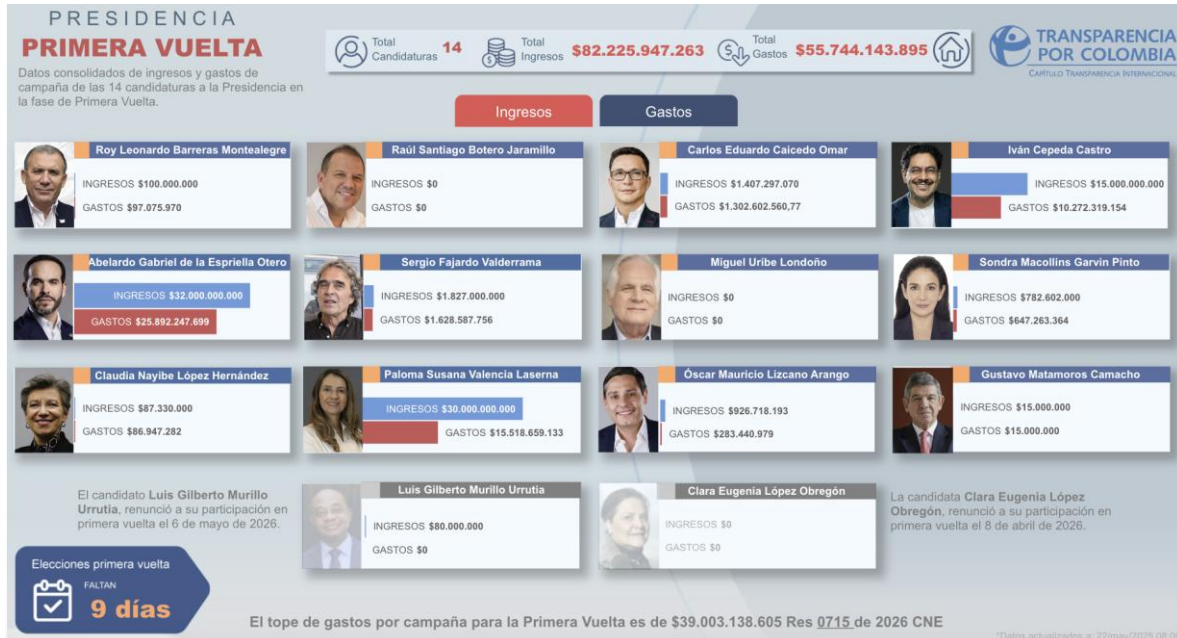 PRESIDENCIA
PRIMERA VUELTA
Datos consolidados de ingresos y gastos de
campaña de las 14 candidaturas a la Presidencia en
la fase de Primera Vuelta.
Total
Candidaturas
14
Total
Ingresos
$82.225.947.263
Total
Gastos
$55.744.143.895
TRANSPARENCIA
POR COLOMBIA
CAPÍTULO TRANSPARENCIA INTERNACIONAL
Ingresos
Gastos
Roy Leonardo Barreras Montealegre
INGRESOS $100.000.000
GASTOS $97.075.970
Raúl Santiago Botero Jaramillo
INGRESOS $0
GASTOS $0
Carlos Eduardo Caicedo Omar
INGRESOS $1.407.297.070
GASTOS $1.302.602.560,77
Iván Cepeda Castro
INGRESOS $15.000.000.000
GASTOS $10.272.319.154
Abelardo Gabriel de la Espriella Otero
INGRESOS $32.000.000.000
GASTOS $25.892.247.699
Sergio Fajardo Valderrama
INGRESOS $1.827.000.000
GASTOS $1.628.587.756
Miguel Uribe Londoño
INGRESOS $0
GASTOS $0
Sondra Macollins Garvin Pinto
INGRESOS $782.602.000
GASTOS $647.263.364
Claudia Nayibe López Hernández
INGRESOS $87.330.000
GASTOS $86.947.282
Paloma Susana Valencia Laserna
INGRESOS $30.000.000.000
GASTOS $15.518.659.133
Óscar Mauricio Lizcano Arango
INGRESOS $926.718.193
GASTOS $283.440.979
Gustavo Matamoros Camacho
INGRESOS $15.000.000
GASTOS $15.000.000
El candidato Luis Gilberto Murillo
Urrutia, renunció a su participación en
primera vuelta el 6 de mayo de 2026.
Luis Gilberto Murillo Urrutia
INGRESOS $80.000.000
GASTOS $0
Clara Eugenia López Obregón
INGRESOS $0
GASTOS $0
La candidata Clara Eugenia López
Obregón, renunció a su participación en
primera vuelta el 8 de abril de 2026.
Elecciones primera vuelta
FALTAN
9 días
El tope de gastos por campaña para la Primera Vuelta es de $39.003.138.605 Res 0715 de 2026 CNE
*Datos actualizados a: 22/may/2025